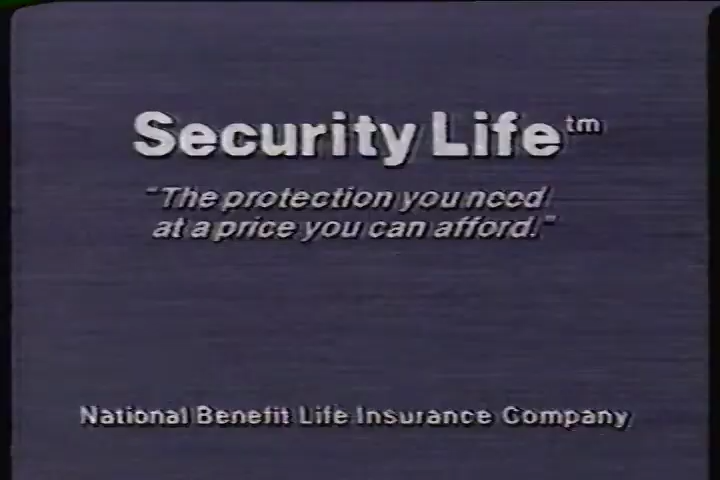 Security Life™
"The protection you need
at a price you can afford."
National Benefit Life Insurance Company